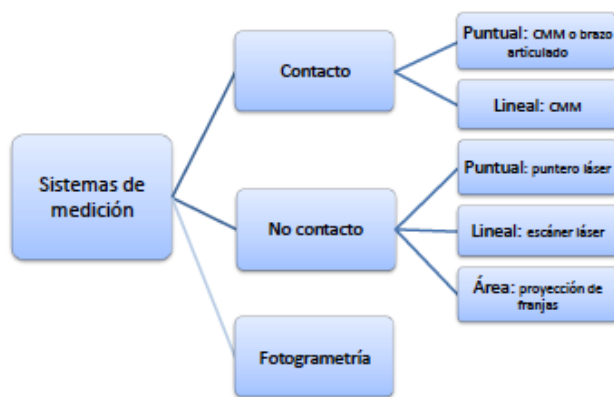 Puntual: CMM o brazo
articulado
Contacto
Lineal: CMM
Sistemas de
medición
Puntual: puntero láser
No contacto
Lineal: escáner láser
Área: proyección de
franjas
Fotogrametría